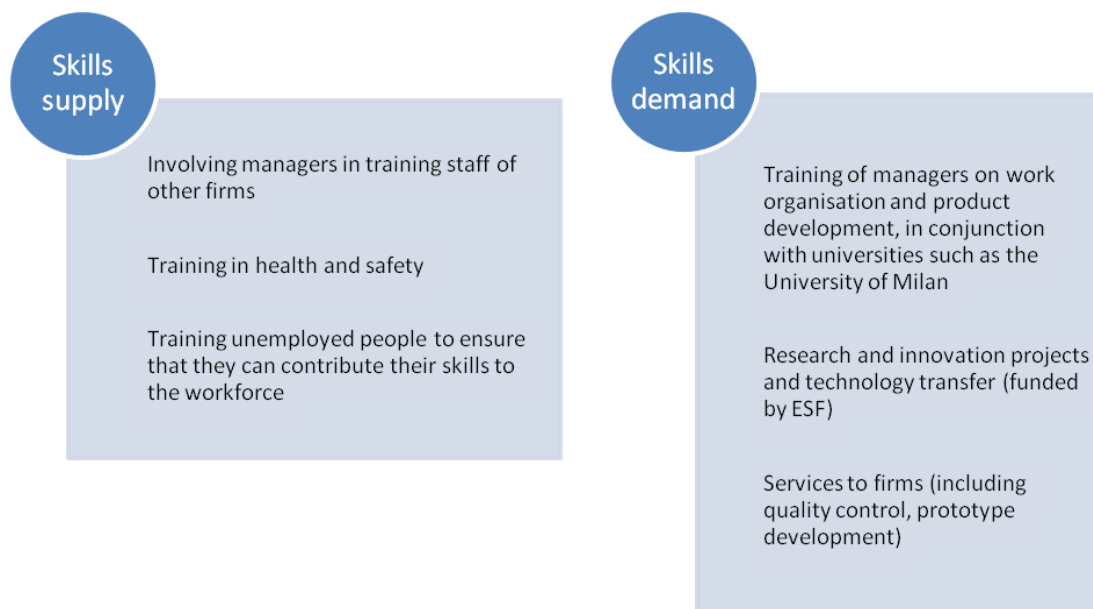 Skills
supply
Involving managers in training staff of
other firms
Training in health and safety
Training unemployed people to ensure
that they can contribute their skills to
the workforce
Skills
demand
Training of managers on work
organisation and product
development, in conjunction
with universities such as the
University of Milan
Research and innovation projects
and technology transfer (funded
by ESF)
Services to firms (including
quality control, prototype
development)